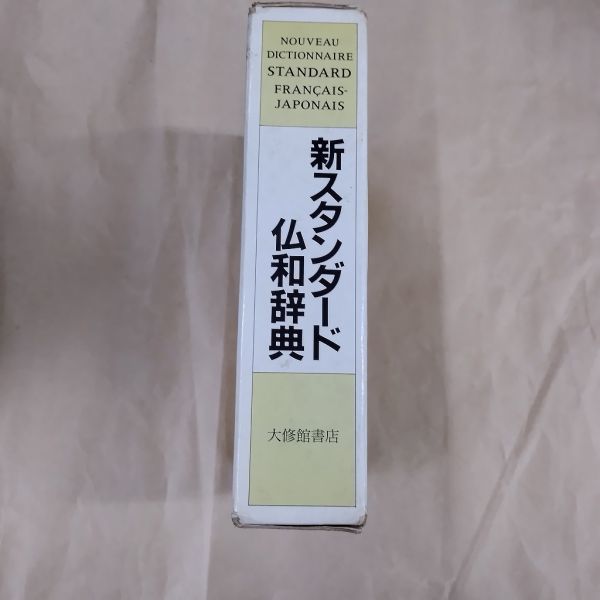 NOUVEAU
DICTIONNAIRE
STANDARD
FRANÇAIS-
JAPONAIS
新スタンダード
仏和辞典
大修館書店